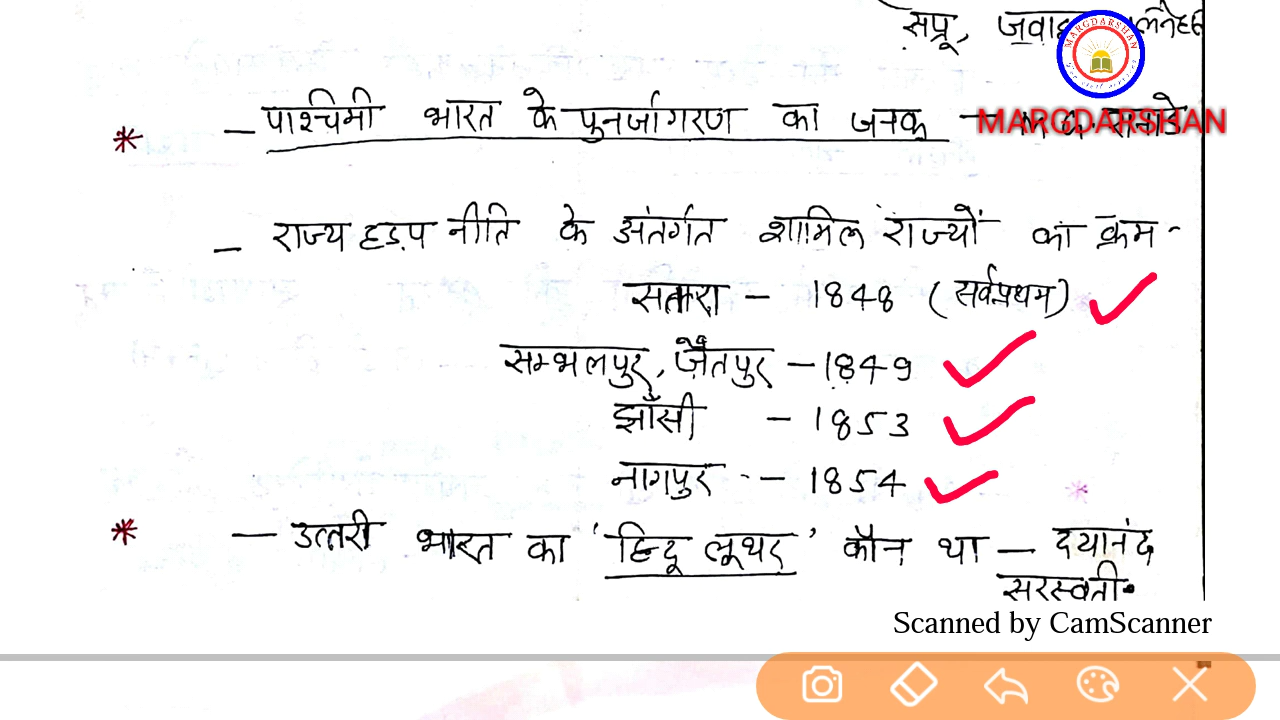 सप्रू,
MARGDARSHAN
* – पाश्चिमी भारत के पुनर्जागरण का जनक –
MARGDARSHAN
– राज्य हड़प नीति के अंतर्गत शामिल राज्यों का क्रम -
सतारा – 1848 (सर्वप्रथम)
सम्भलपुर, जैतपुर – 1849
झाँसी – 1853
नागपुर – 1854
* – उत्तरी भारत का 'हिन्दू लूथर' कौन था – दयानंद
सरस्वती.
Scanned by CamScanner